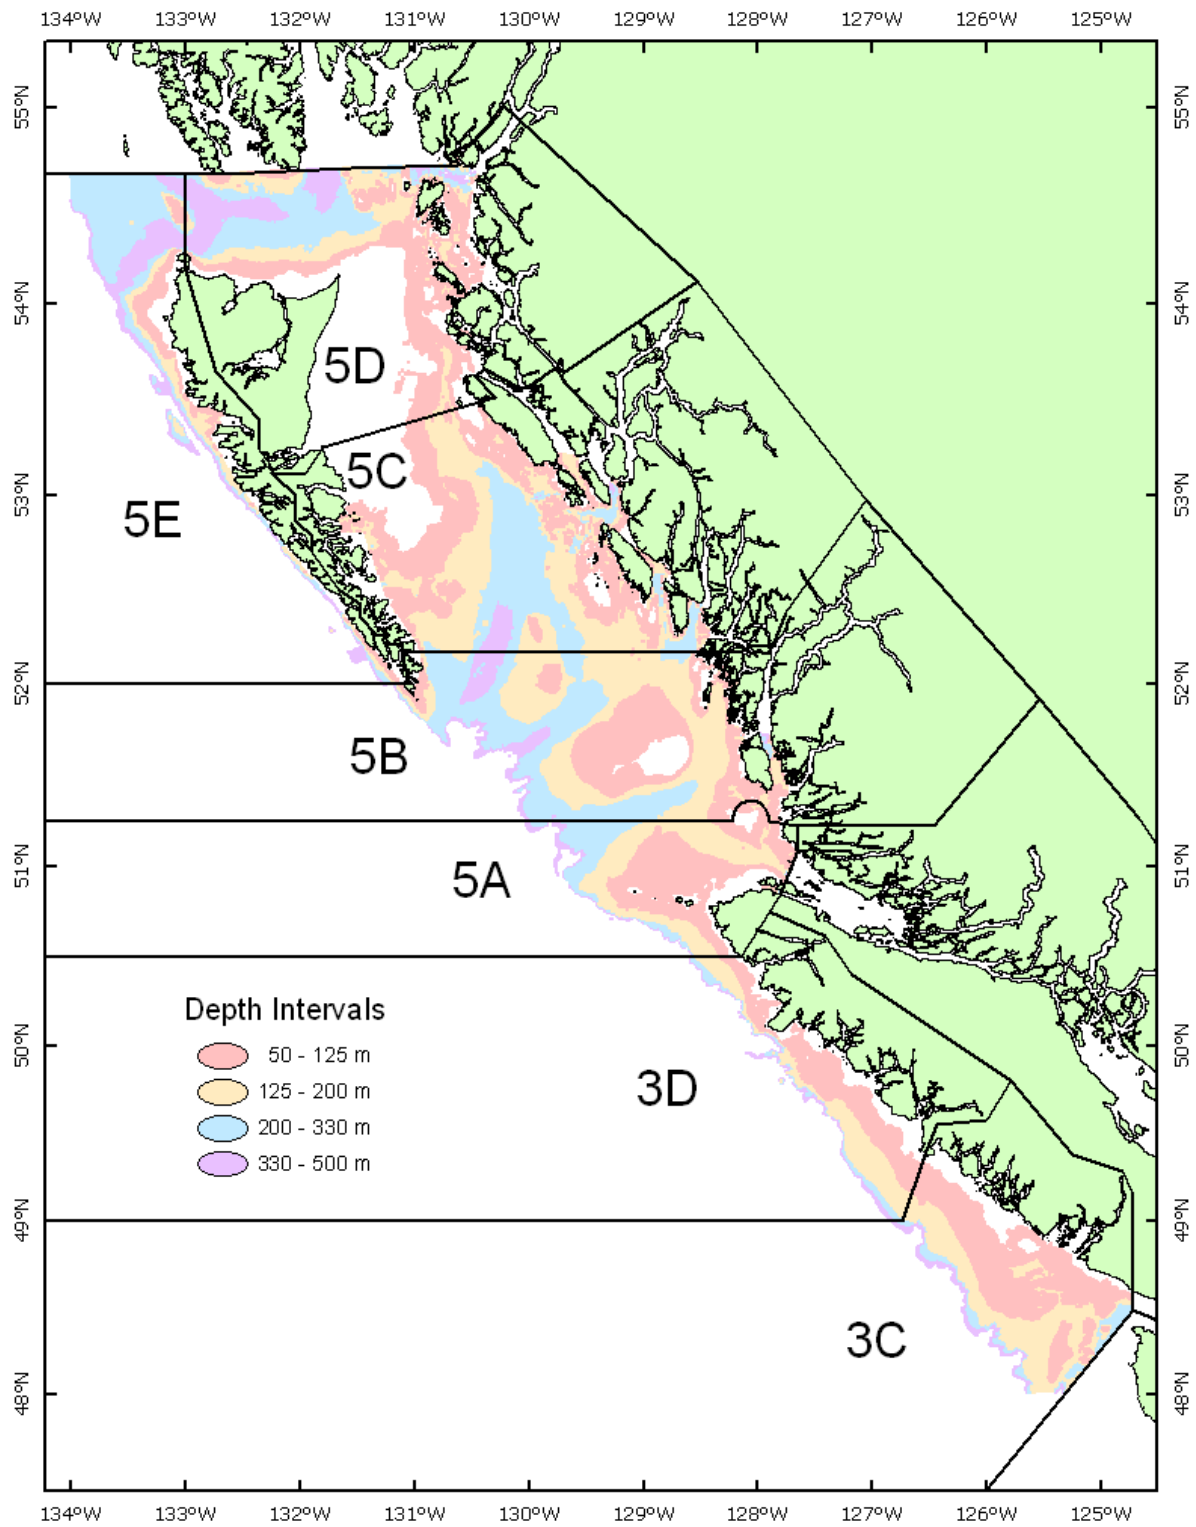 134°W 133°W 132°W 131°W 130°W 129°W 128°W 127°W 126°W 125°W
55°N 55°N
54°N 54°N
5D
5C
53°N 53°N
5E
52°N 52°N
5B
51°N 51°N
5A
Depth Intervals
50 - 125 m
125 - 200 m
200 - 330 m
330 - 500 m
50°N 50°N
3D
49°N 49°N
3C
48°N 48°N
134°W 133°W 132°W 131°W 130°W 129°W 128°W 127°W 126°W 125°W